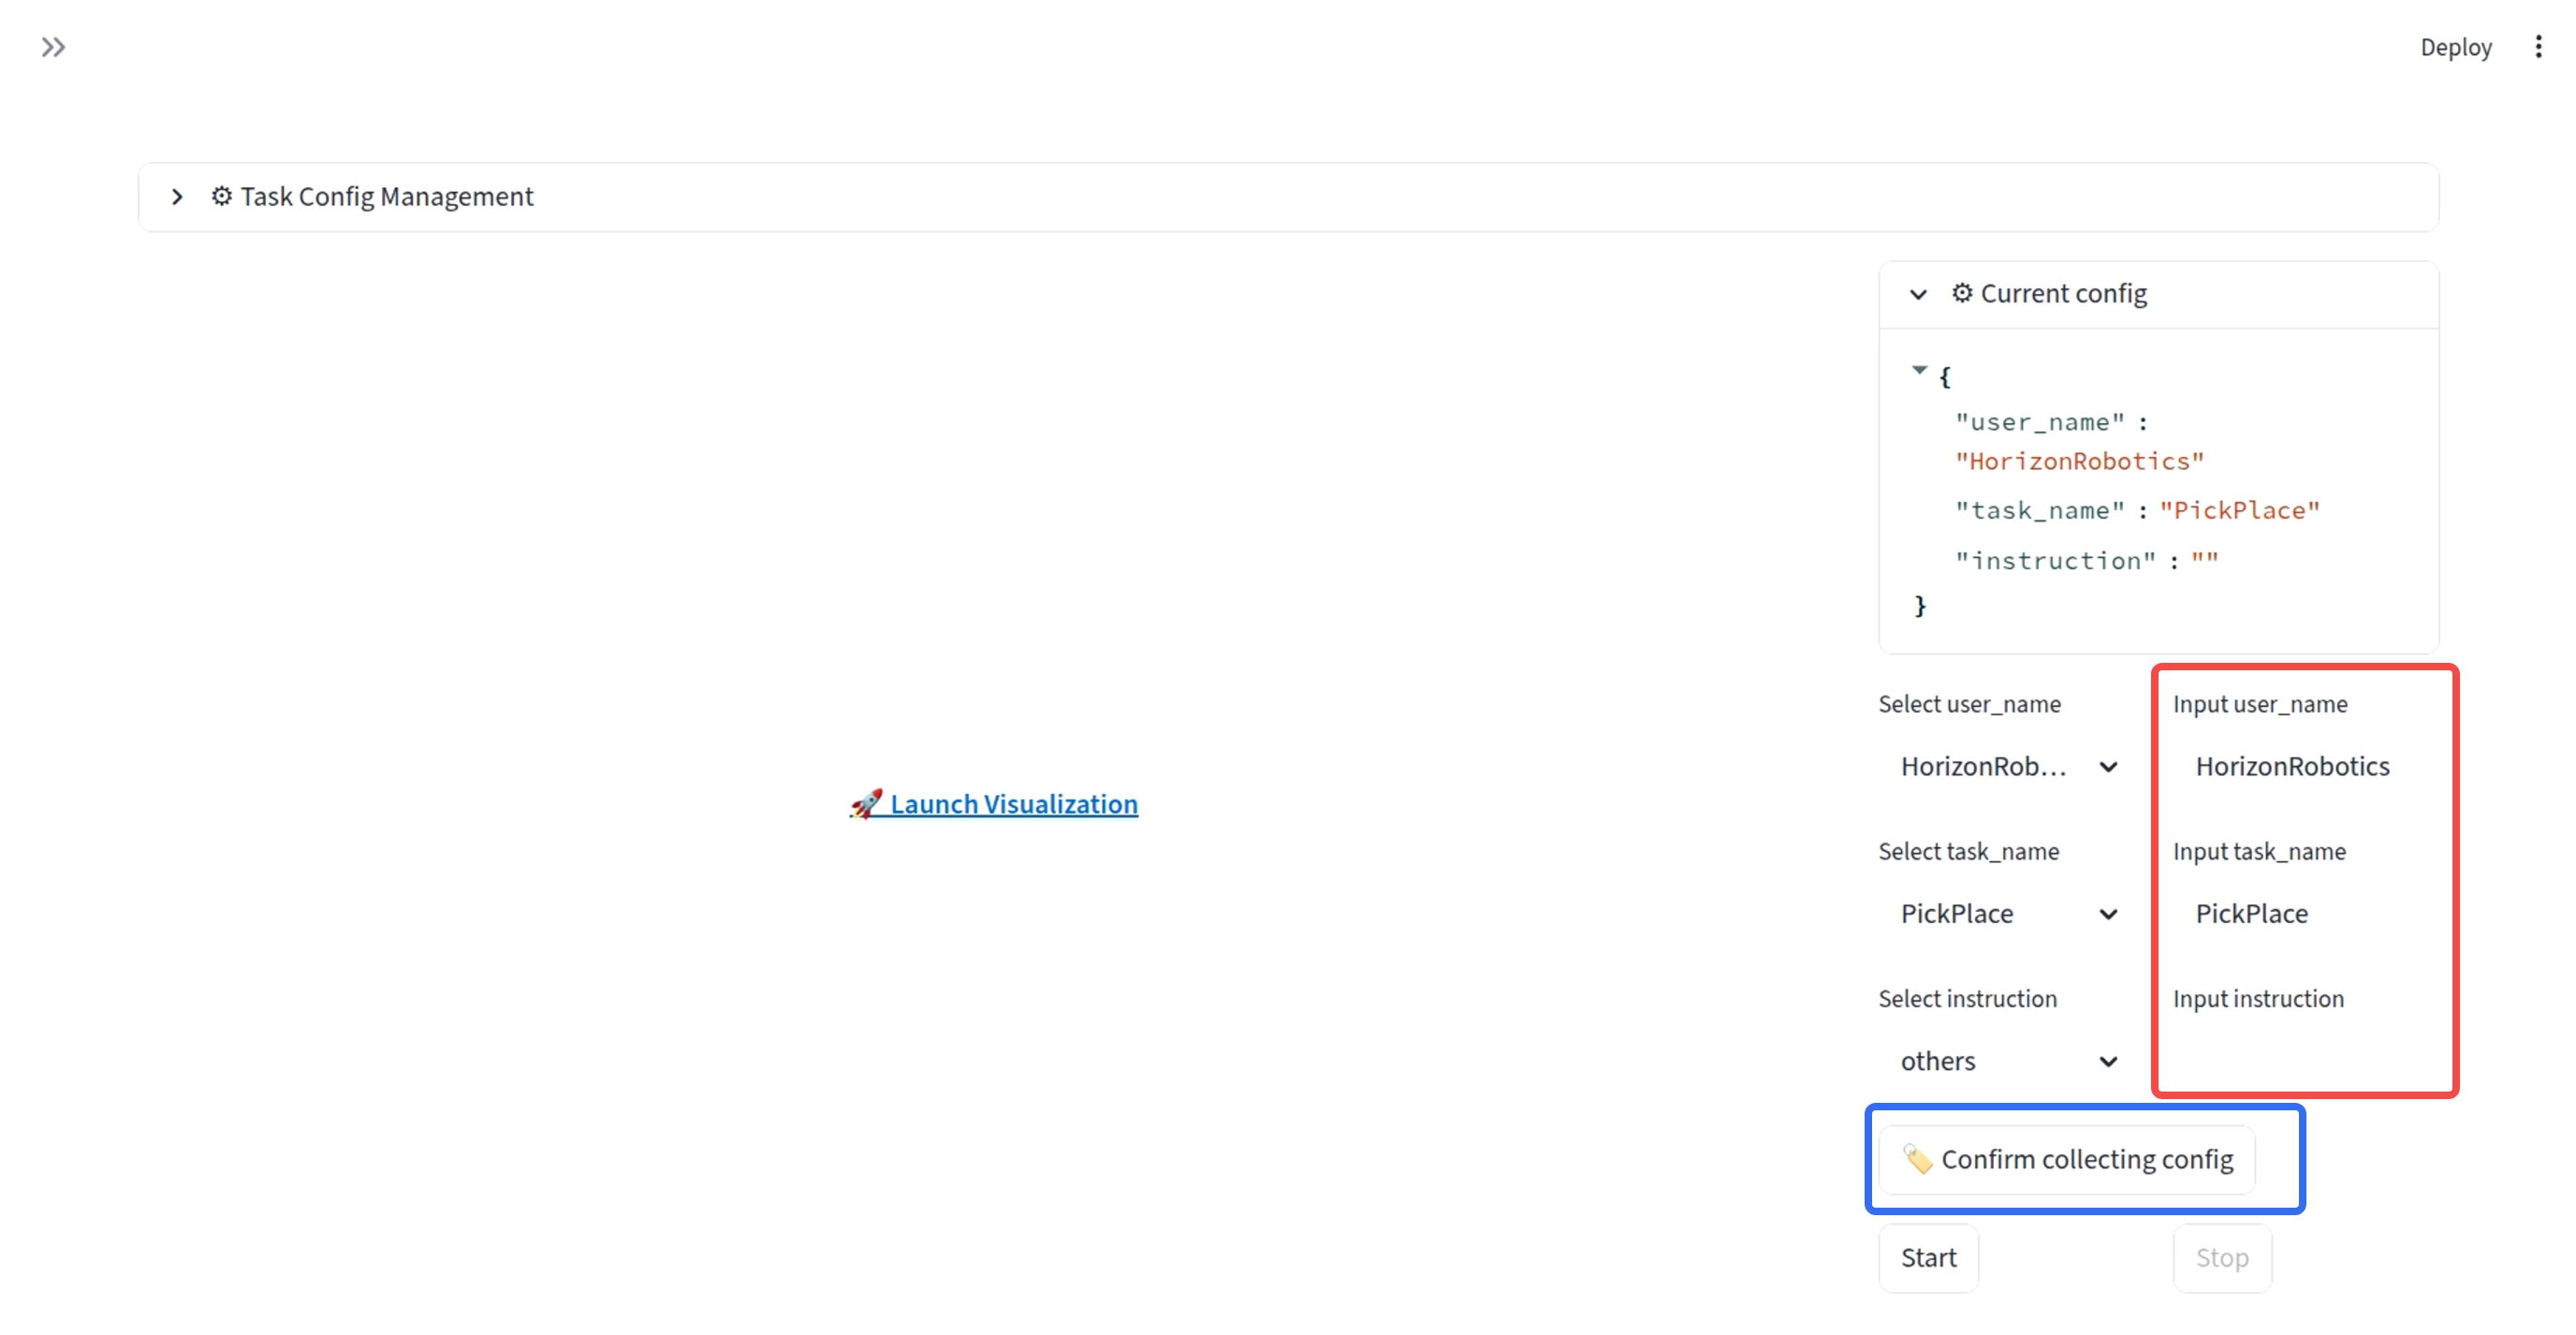 Deploy
⚙ Task Config Management
⚙ Current config
{
"user_name" :
"HorizonRobotics"
"task_name" : "PickPlace"
"instruction" : ""
}
Select user_name
Input user_name
HorizonRob...
HorizonRobotics
🚀 Launch Visualization
Select task_name
Input task_name
PickPlace
PickPlace
Select instruction
Input instruction
others
🏷️ Confirm collecting config
Start
Stop